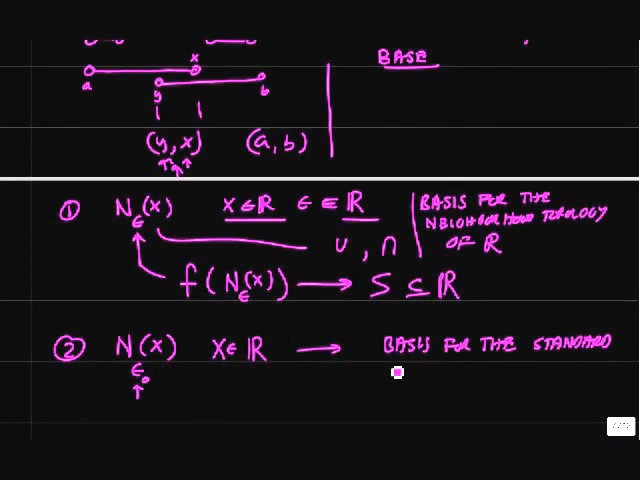 BASE
x
a
y
b
(y, x) (a, b)
① N_ϵ(x) x ∈ ℝ ϵ ∈ ℝ
BASIS FOR THE
NEIGHBORHOOD TOPOLOGY
OF ℝ
∪, ∩
f(N_ϵ(x)) → S ⊆ ℝ
② N_ϵ₀(x) x ∈ ℝ → BASIS FOR THE STANDARD